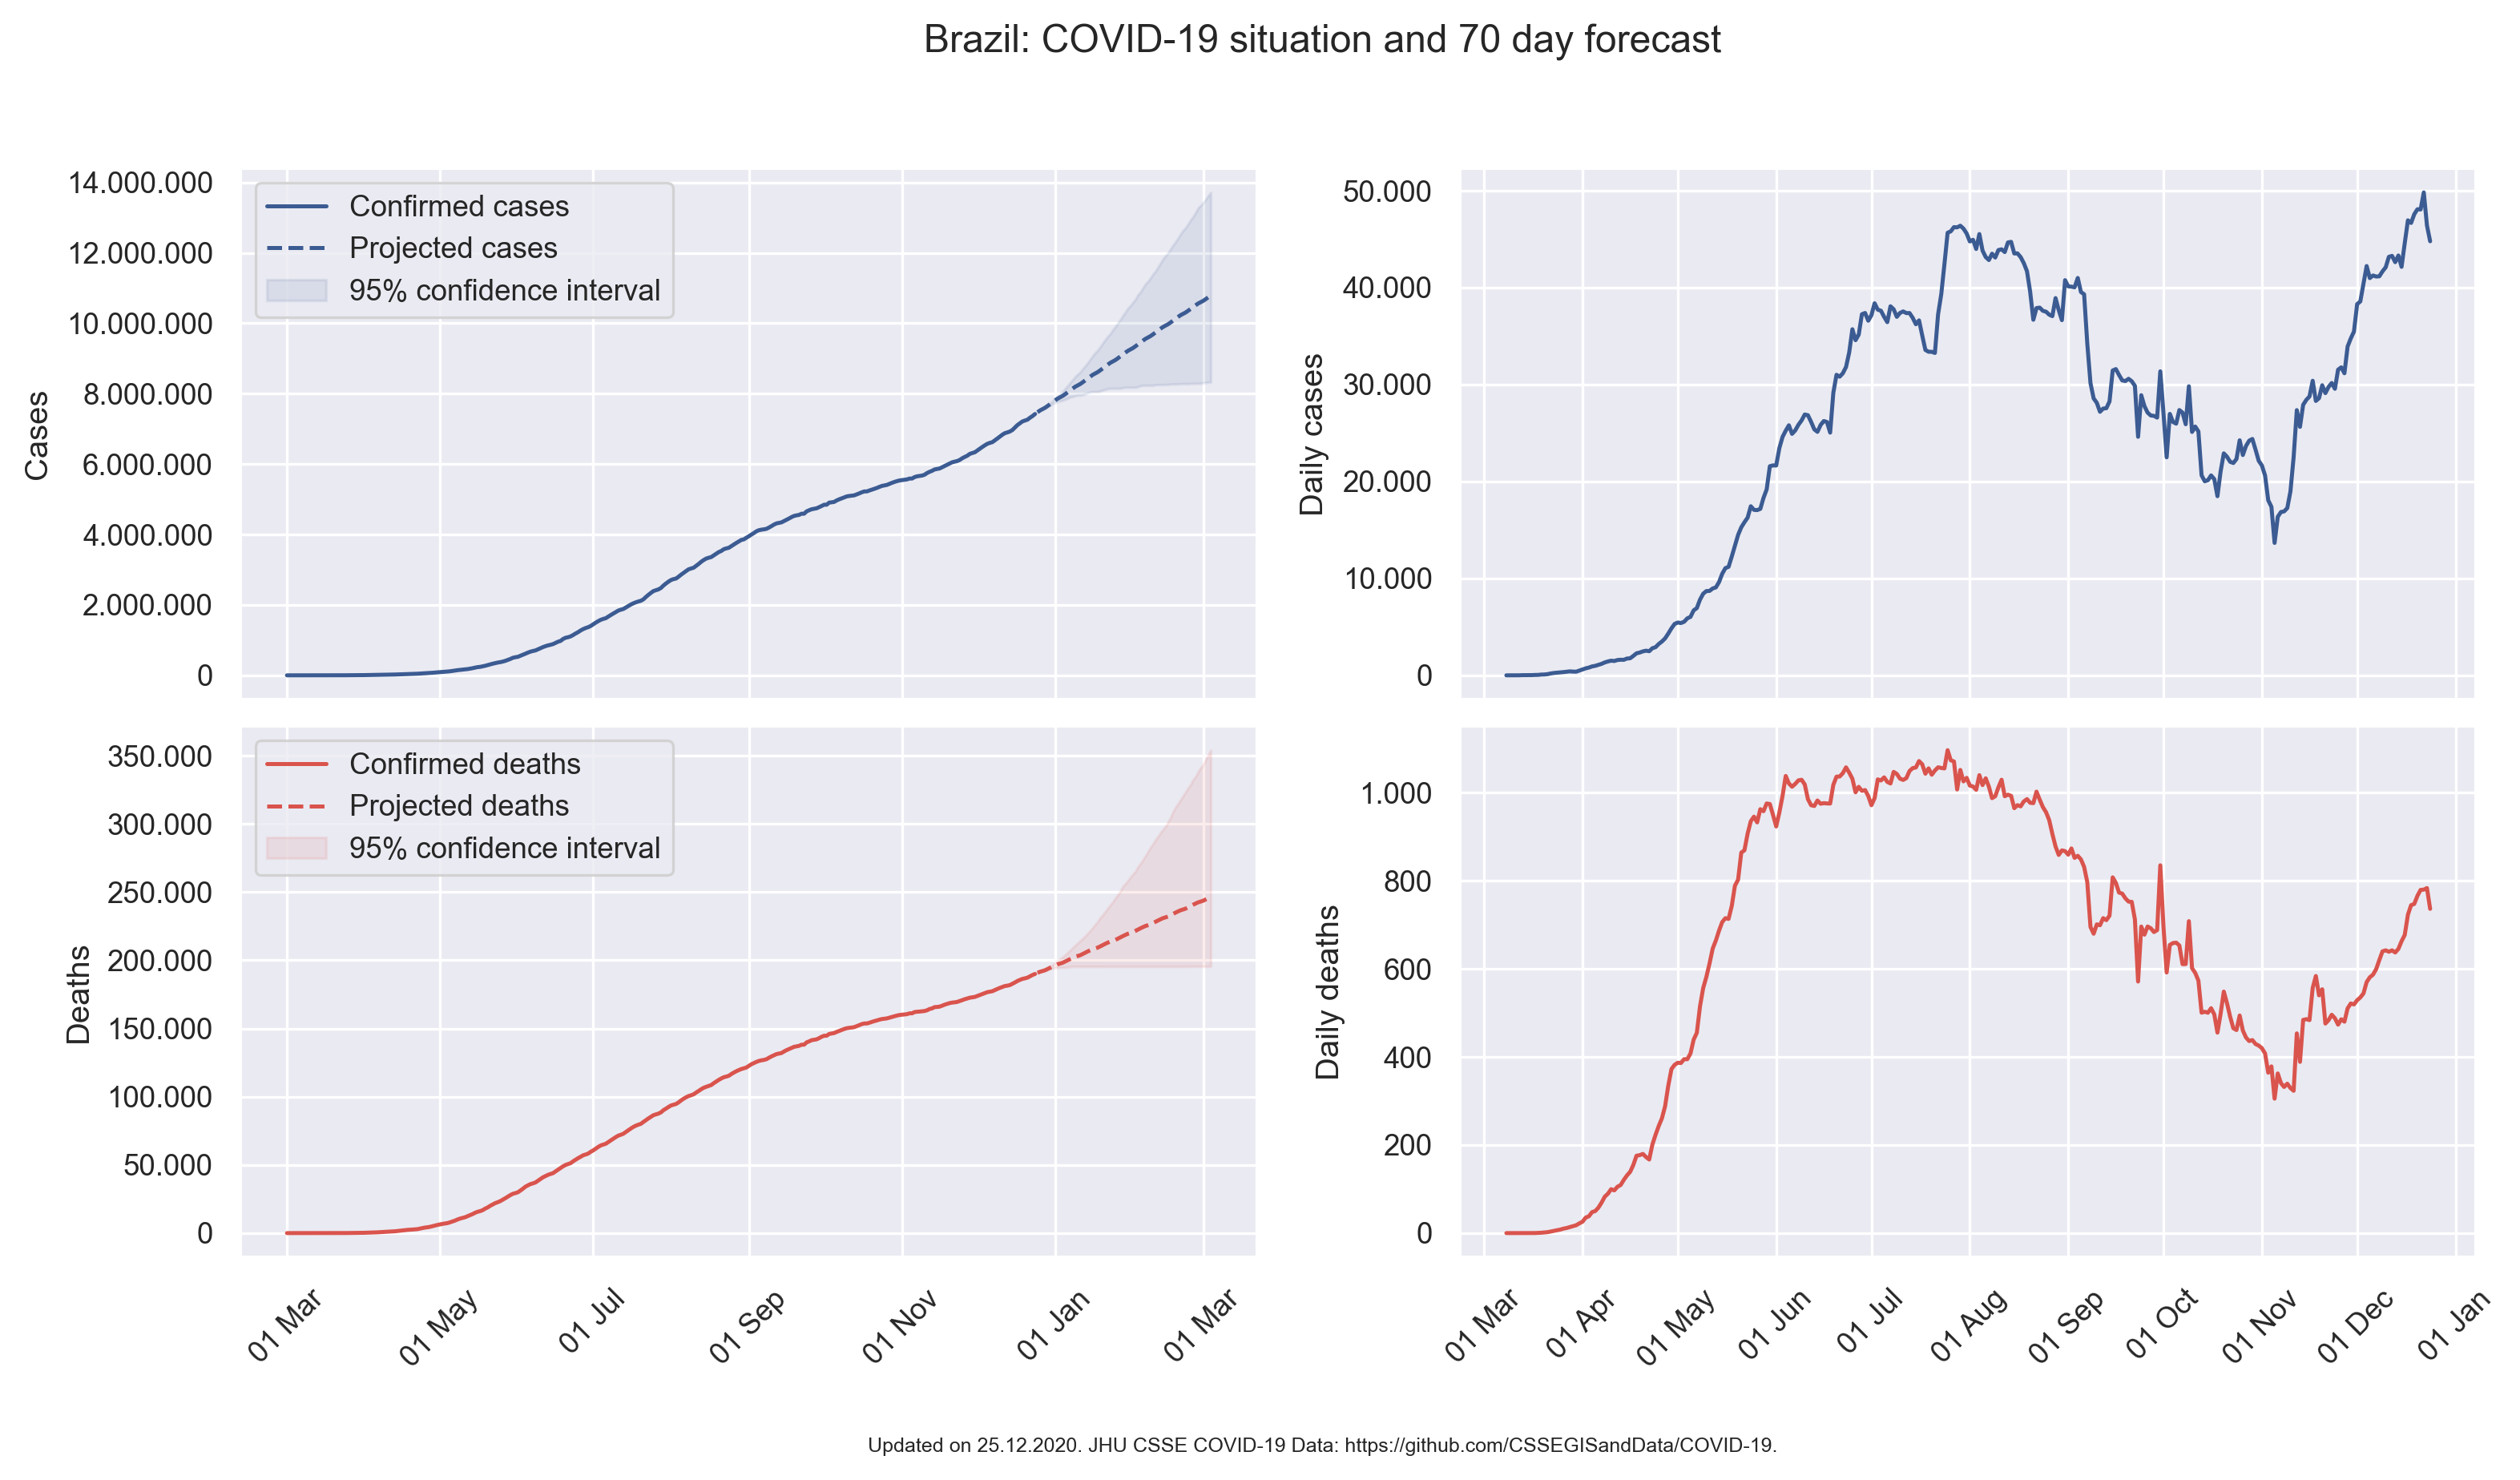 Brazil: COVID-19 situation and 70 day forecast
14.000.000
12.000.000
10.000.000
8.000.000
6.000.000
4.000.000
2.000.000
0
Cases
Confirmed cases
Projected cases
95% confidence interval
50.000
40.000
30.000
20.000
10.000
0
Daily cases
350.000
300.000
250.000
200.000
150.000
100.000
50.000
0
Deaths
Confirmed deaths
Projected deaths
95% confidence interval
01 Mar
01 May
01 Jul
01 Sep
01 Nov
01 Jan
01 Mar
1.000
800
600
400
200
0
Daily deaths
01 Mar
01 Apr
01 May
01 Jun
01 Jul
01 Aug
01 Sep
01 Oct
01 Nov
01 Dec
01 Jan
Updated on 25.12.2020. JHU CSSE COVID-19 Data: https://github.com/CSSEGISandData/COVID-19.